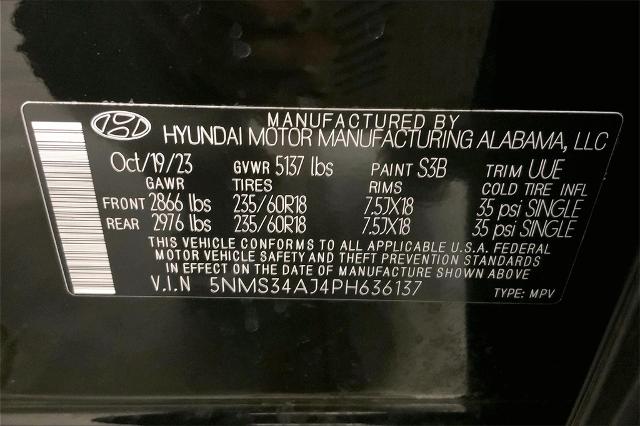 MANUFACTURED BY
HYUNDAI MOTOR MANUFACTURING ALABAMA, LLC
Oct/19/23 GVWR 5137 lbs PAINT S3B TRIM UUE
GAWR TIRES RIMS COLD TIRE INFL
FRONT 2866 lbs 235/60R18 7.5JX18 35 psi SINGLE
REAR 2976 lbs 235/60R18 7.5JX18 35 psi SINGLE
THIS VEHICLE CONFORMS TO ALL APPLICABLE U.S.A. FEDERAL
MOTOR VEHICLE SAFETY AND THEFT PREVENTION STANDARDS
IN EFFECT ON THE DATE OF MANUFACTURE SHOWN ABOVE
V.I.N 5NMS34AJ4PH636137 TYPE: MPV